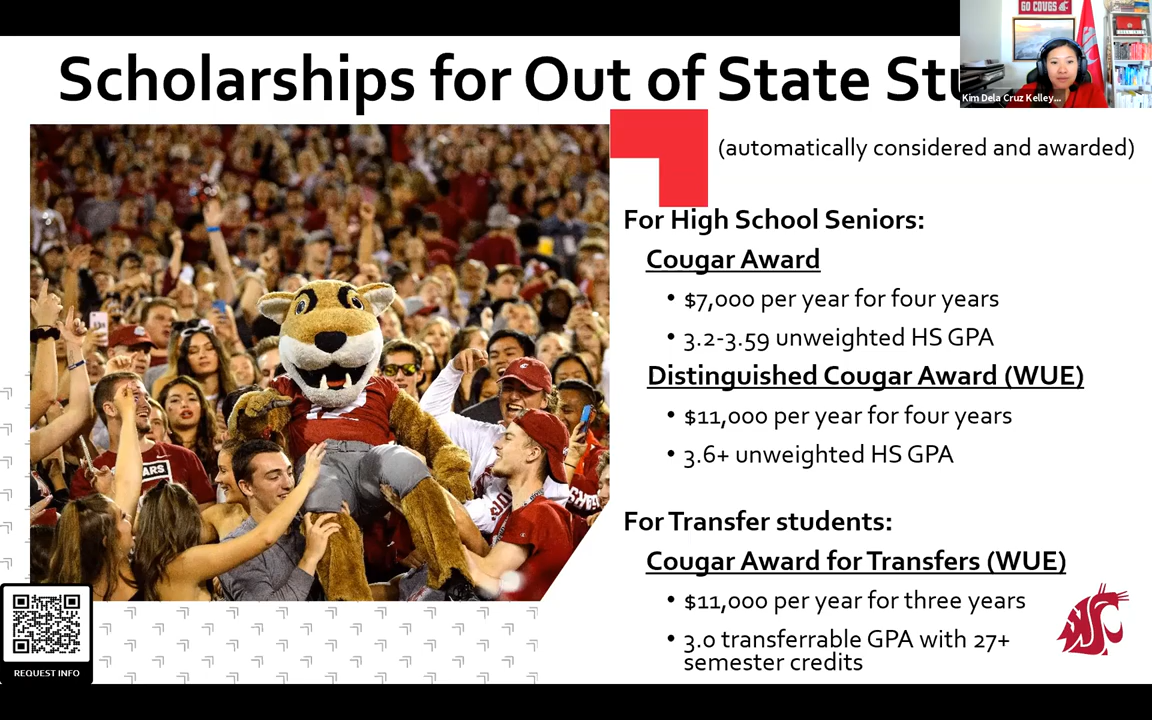 GO COUGS
Scholarships for Out of State Stu
Kim Dela Cruz Kelley...
(automatically considered and awarded)
For High School Seniors:
Cougar Award
• $7,000 per year for four years
• 3.2-3.59 unweighted HS GPA
Distinguished Cougar Award (WUE)
• $11,000 per year for four years
• 3.6+ unweighted HS GPA
For Transfer students:
Cougar Award for Transfers (WUE)
• $11,000 per year for three years
• 3.0 transferrable GPA with 27+
semester credits
REQUEST INFO